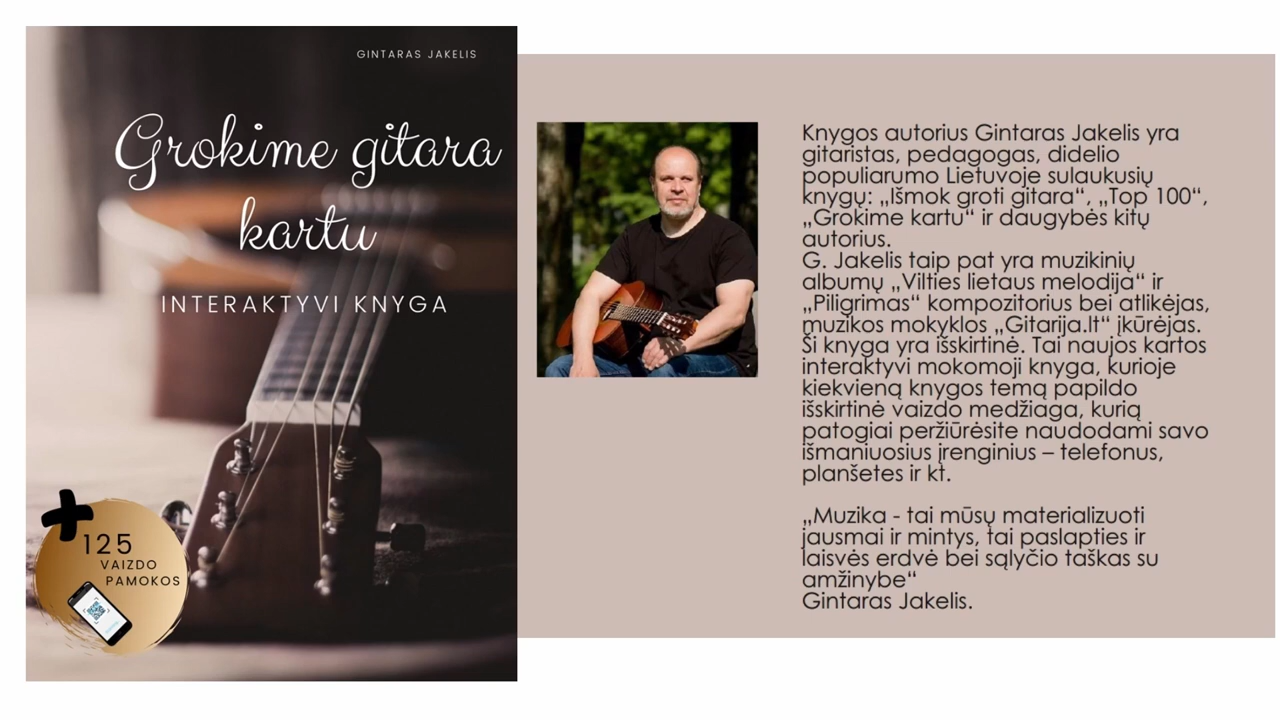 GINTARAS JAKELIS
Grokime gitara
kartu
INTERAKTYVI KNYGA
125
VAIZDO
PAMOKOS
Knygos autorius Gintaras Jakelis yra
gitaristas, pedagogas, didelio
populiarumo Lietuvoje sulaukusių
knygų: „Išmok groti gitara“, „Top 100“,
„Grokime kartu“ ir daugybės kitų
autorius.
G. Jakelis taip pat yra muzikinių
albumų „Vilties lietaus melodija“ ir
„Piligrimas“ kompozitorius bei atlikėjas,
muzikos mokyklos „Gitarija.lt“ įkūrėjas.
Ši knyga yra išskirtinė. Tai naujos kartos
interaktyvi mokomoji knyga, kurioje
kiekvieną knygos temą papildo
išskirtinė vaizdo medžiaga, kurią
patogiai peržiūrėsite naudodami savo
išmaniuosius įrenginius – telefonus,
planšetes ir kt.
„Muzika - tai mūsų materializuoti
jausmai ir mintys, tai paslapties ir
laisvės erdvė bei sąlyčio taškas su
amžinybe“
Gintaras Jakelis.